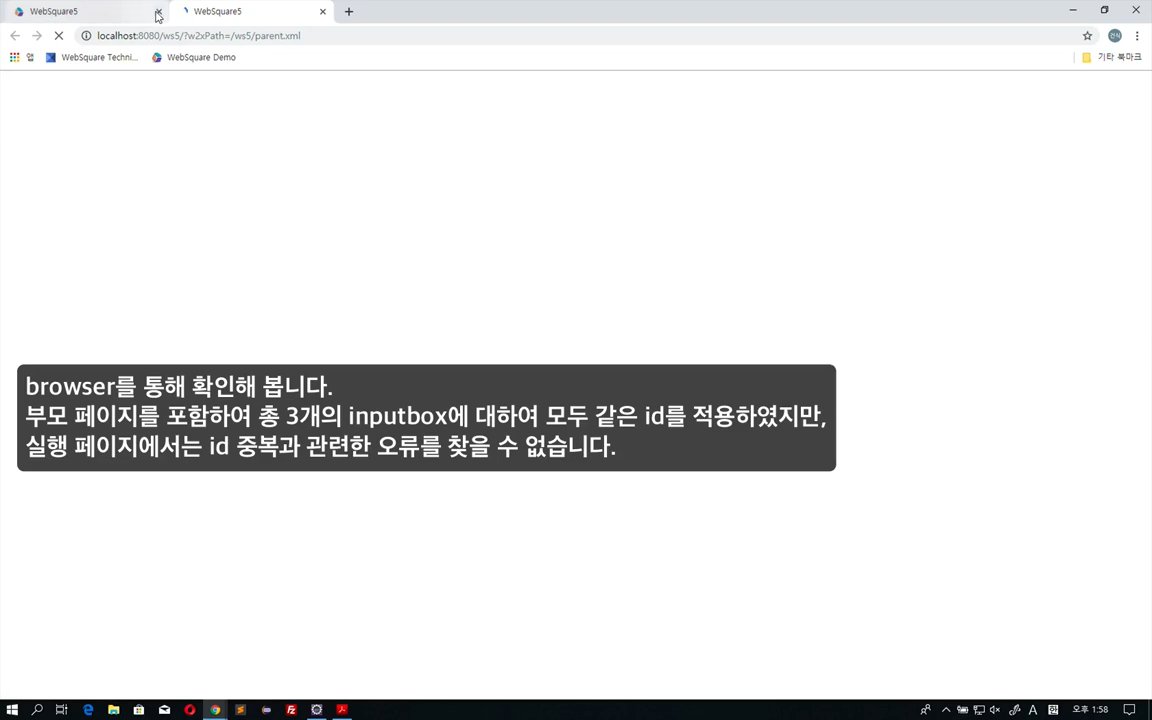 WebSquare5
WebSquare5
localhost:8080/ws5/?w2xPath=/ws5/parent.xml
앱
WebSquare Techni...
WebSquare Demo
기타 북마크
browser를 통해 확인해 봅니다.
부모 페이지를 포함하여 총 3개의 inputbox에 대하여 모두 같은 id를 적용하였지만,
실행 페이지에서는 id 중복과 관련한 오류를 찾을 수 없습니다.
A
오후 1:58